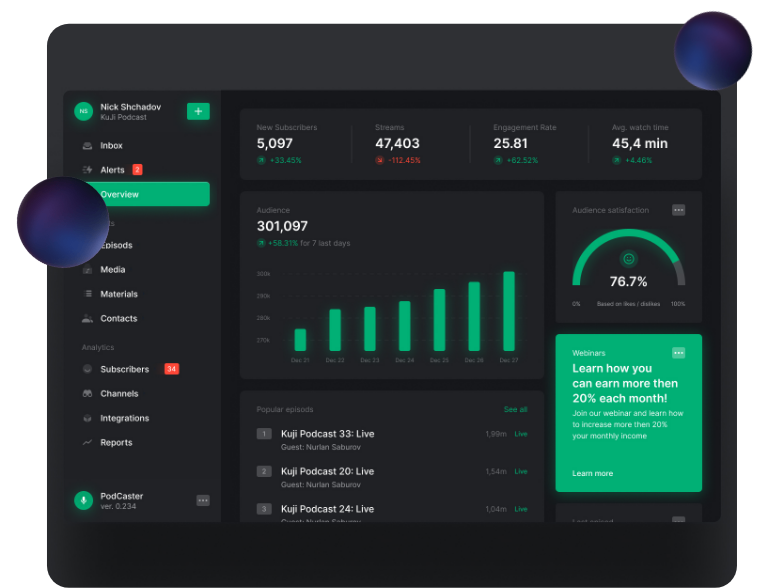 NS
Nick Shchadov
KuJi Podcast
+
Inbox
Alerts 2
Overview
Episods
Media
Materials
Contacts
Analytics
Subscribers 34
Channels
Integrations
Reports
PodCaster
ver. 0.234
New Subscribers
5,097
+33.45%
Streams
47,403
-112.45%
Engagement Rate
25.81
+62.52%
Avg. watch time
45,4 min
+4.46%
Audience
301,097
+58.31% for 7 last days
300k
290k
280k
270k
Dec 21 Dec 22 Dec 23 Dec 24 Dec 25 Dec 26 Dec 27
Audience satisfaction
76.7%
0% Based on likes / dislikes 100%
Webinars
Learn how you
can earn more then
20% each month!
Join our webinar and learn how
to increase more then 20%
your monthly income
Learn more
Popular episods See all
1 Kuji Podcast 33: Live 1,99m Live
Guest: Nurlan Saburov
2 Kuji Podcast 20: Live 1,54m Live
Guest: Nurlan Saburov
3 Kuji Podcast 24: Live 1,04m Live
Guest: Nurlan Saburov
Last episod